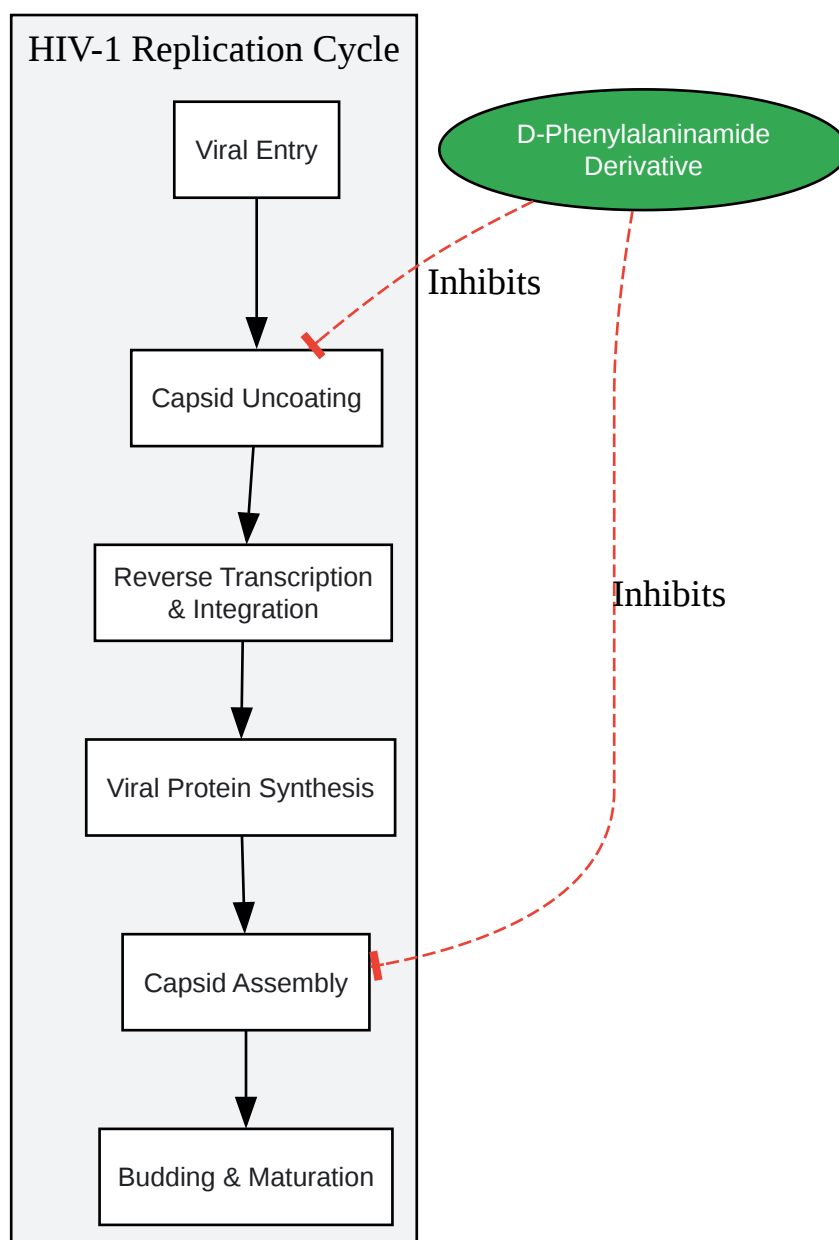 HIV-1 Replication Cycle
Viral Entry
D-Phenylalaninamide
Derivative
Inhibits
Capsid Uncoating
Reverse Transcription
& Integration
Inhibits
Viral Protein Synthesis
Capsid Assembly
Budding & Maturation